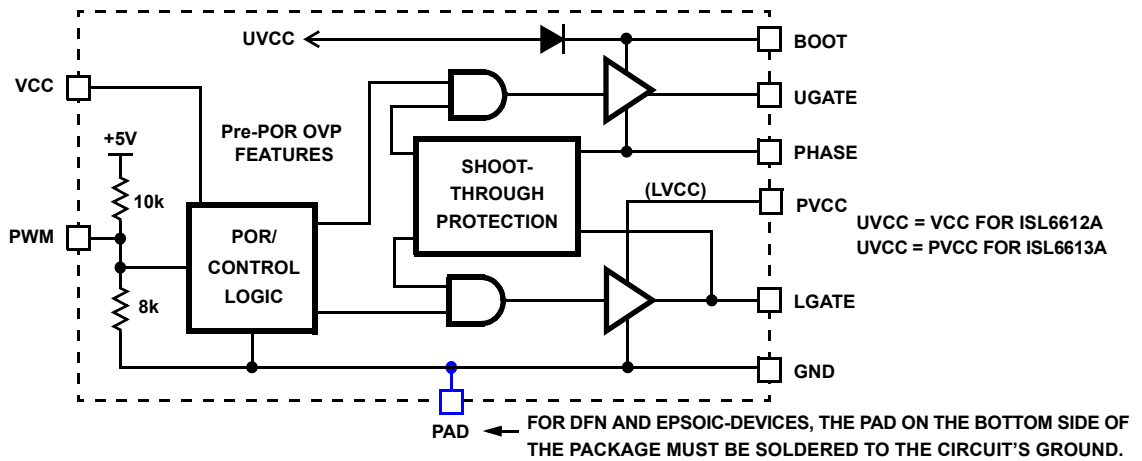 UVCC
BOOT
VCC
UGATE
+5V
Pre-POR OVP
FEATURES
SHOOT-
THROUGH
PROTECTION
PHASE
10k
(LVCC)
PVCC
UVCC = VCC FOR ISL6612A
UVCC = PVCC FOR ISL6613A
PWM
POR/
CONTROL
LOGIC
8k
LGATE
GND
PAD
FOR DFN AND EPSOIC-DEVICES, THE PAD ON THE BOTTOM SIDE OF
THE PACKAGE MUST BE SOLDERED TO THE CIRCUIT'S GROUND.